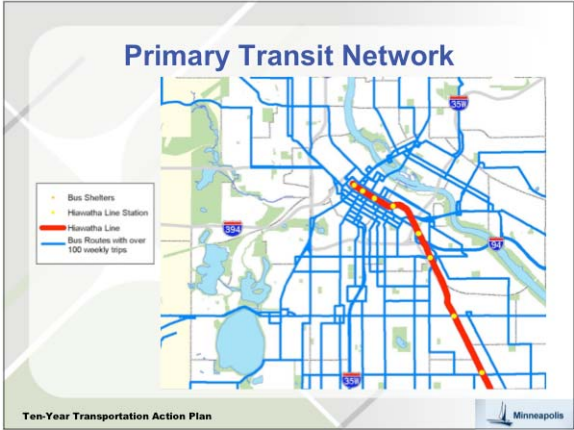 Primary Transit Network
35W
Bus Shelters
Hiawatha Line Station
Hiawatha Line
Bus Routes with over
100 weekly trips
394
94
35W
Ten-Year Transportation Action Plan
Minneapolis